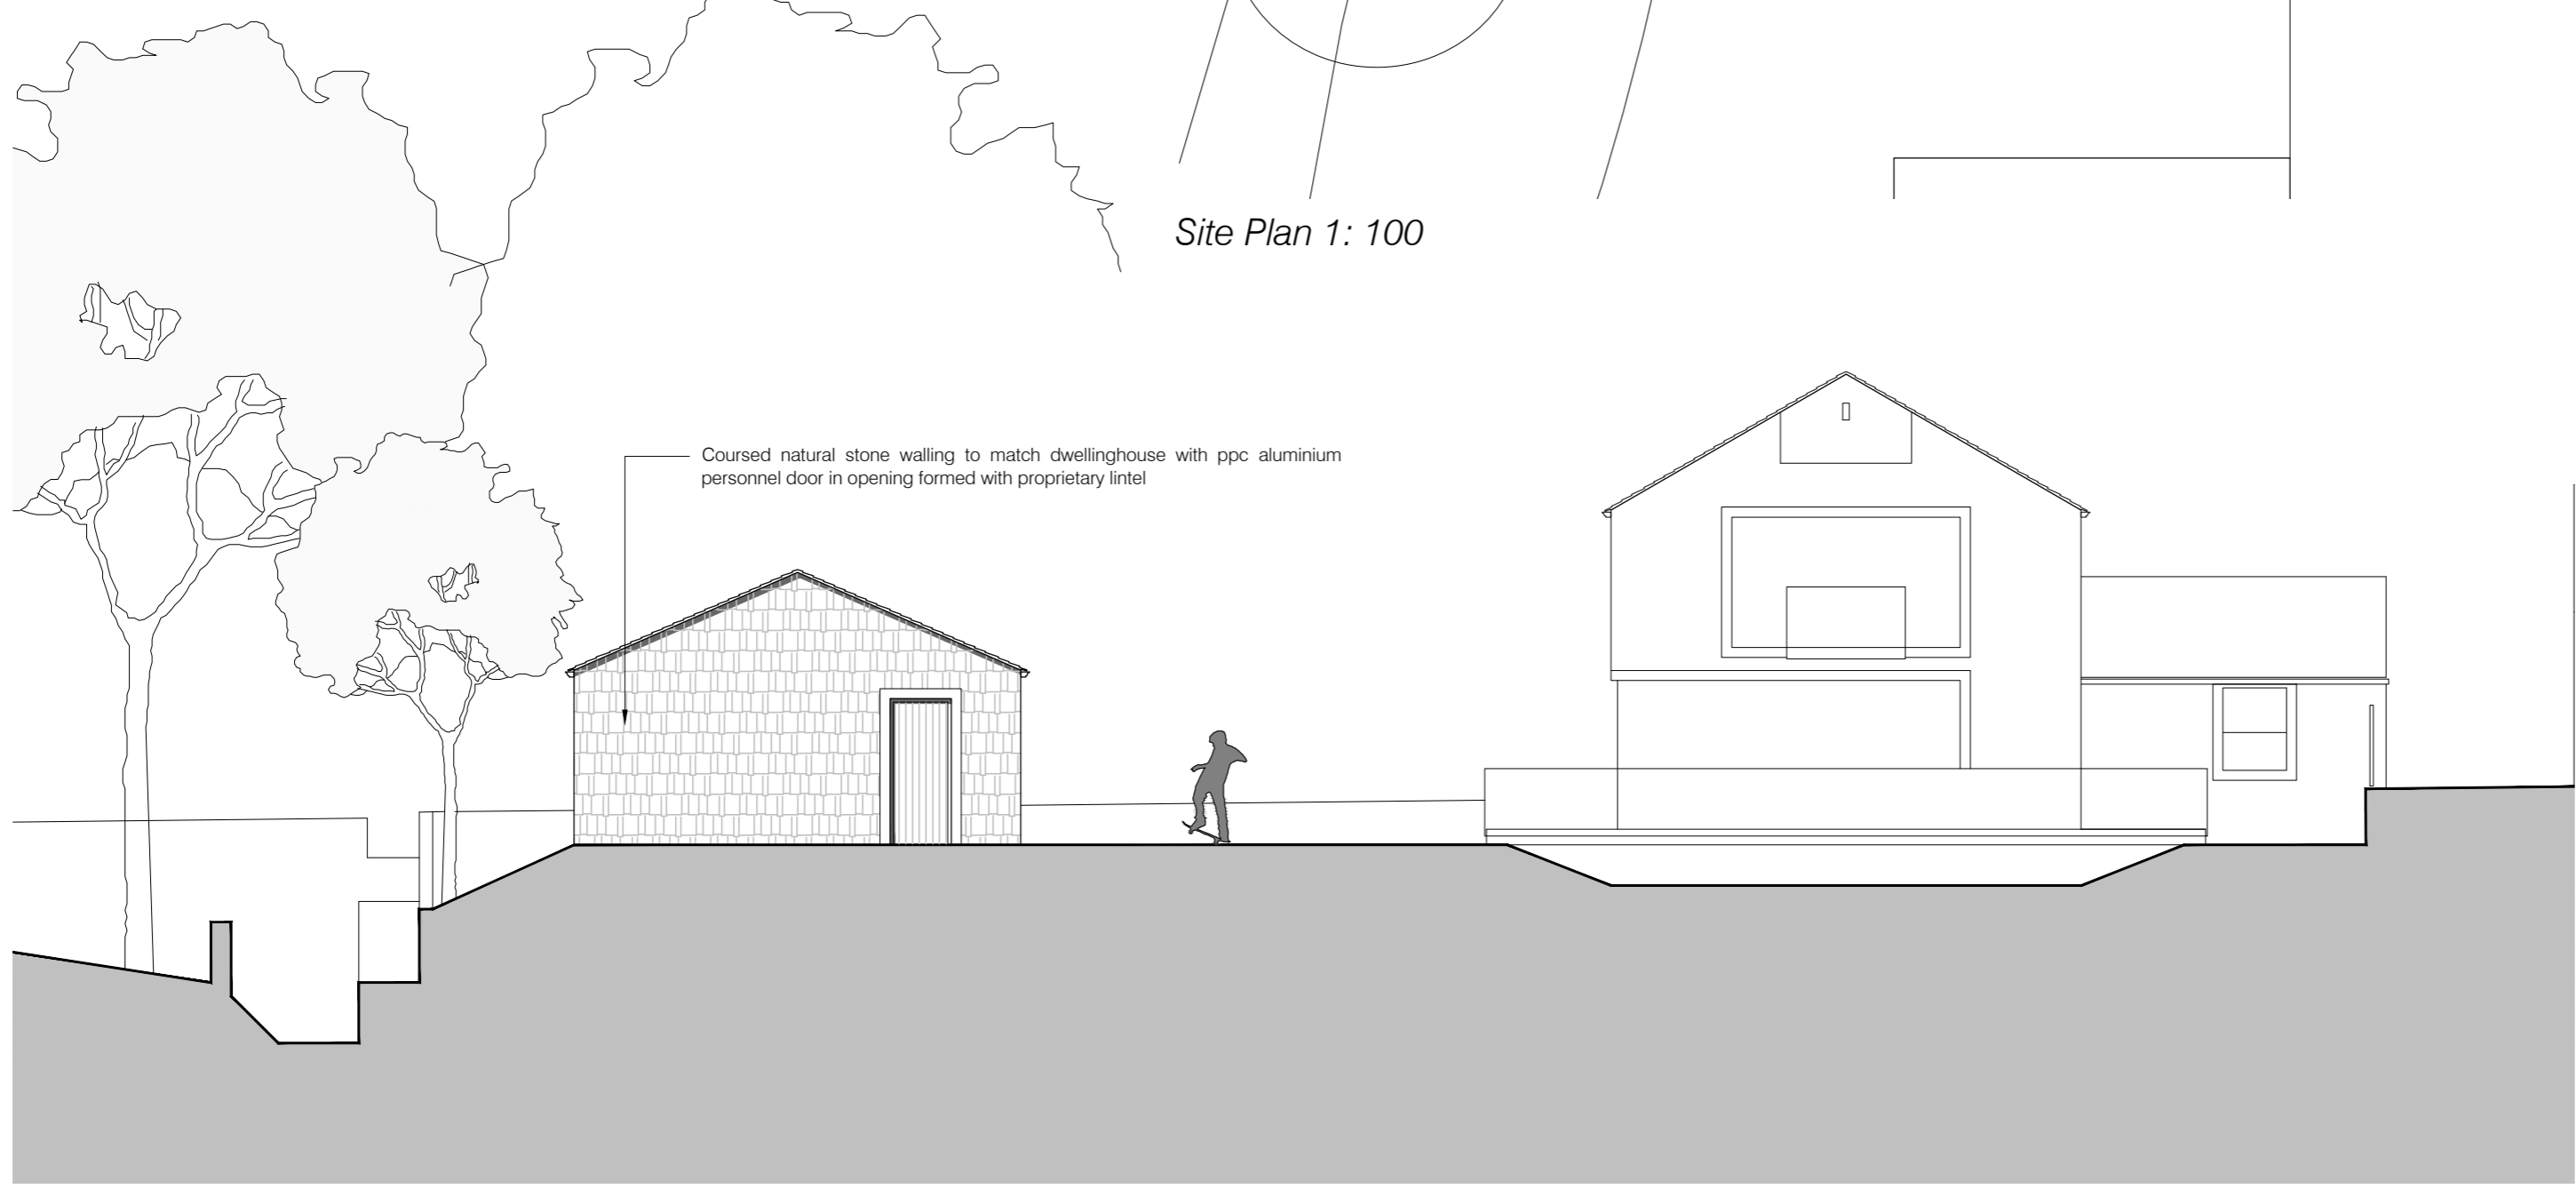 Site Plan 1: 100
Coursed natural stone walling to match dwellinghouse with ppc aluminium
personnel door in opening formed with proprietary lintel